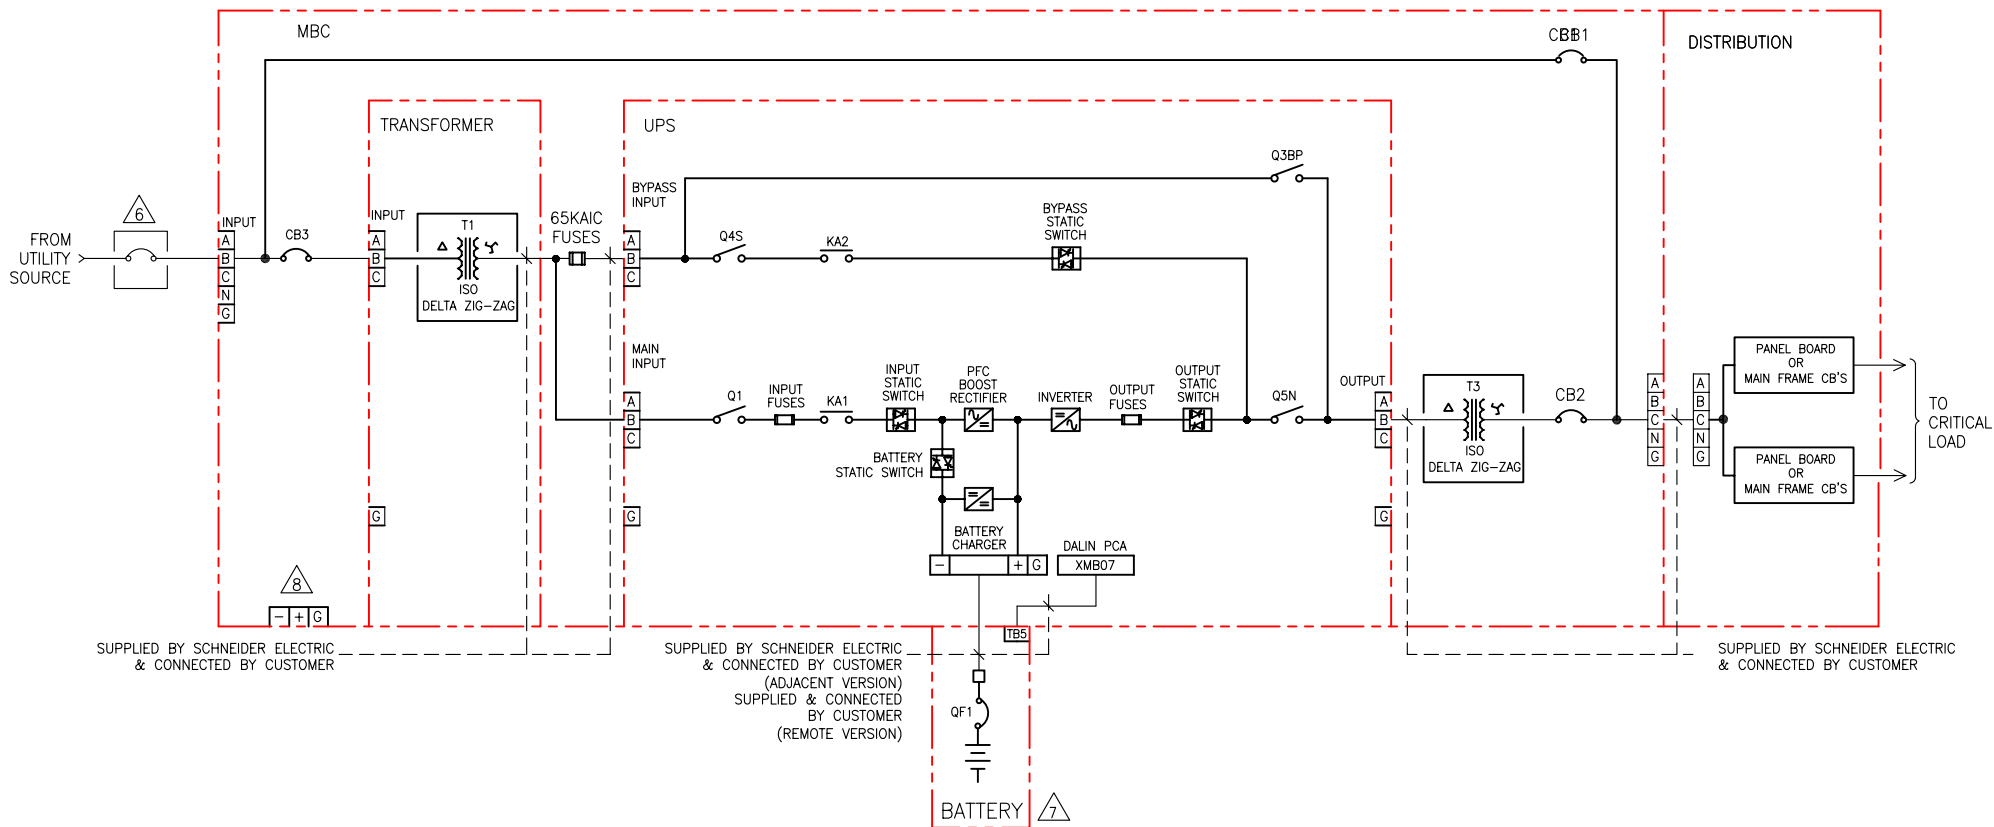 MBC
CB1
DISTRIBUTION
TRANSFORMER
UPS
Q3BP
BYPASS
INPUT
6
INPUT
A
B
C
N
G
CB3
INPUT
A
B
C
T1
ISO
DELTA ZIG-ZAG
65KAIC
FUSES
A
B
C
Q4S
KA2
BYPASS
STATIC
SWITCH
FROM
UTILITY
SOURCE
MAIN
INPUT
A
B
C
Q1
INPUT
FUSES
KA1
INPUT
STATIC
SWITCH
PFC
BOOST
RECTIFIER
INVERTER
OUTPUT
FUSES
OUTPUT
STATIC
SWITCH
Q5N
OUTPUT
A
B
C
T3
ISO
DELTA ZIG-ZAG
CB2
A
B
C
N
G
A
B
C
N
G
PANEL BOARD
OR
MAIN FRAME CB'S
PANEL BOARD
OR
MAIN FRAME CB'S
TO
CRITICAL
LOAD
BATTERY
STATIC SWITCH
G
G
G
BATTERY
CHARGER
- + G
DALIN PCA
XMB07
8
- + G
TB5
SUPPLIED BY SCHNEIDER ELECTRIC
& CONNECTED BY CUSTOMER
SUPPLIED BY SCHNEIDER ELECTRIC
& CONNECTED BY CUSTOMER
(ADJACENT VERSION)
SUPPLIED & CONNECTED
BY CUSTOMER
(REMOTE VERSION)
SUPPLIED BY SCHNEIDER ELECTRIC
& CONNECTED BY CUSTOMER
QF1
BATTERY
7